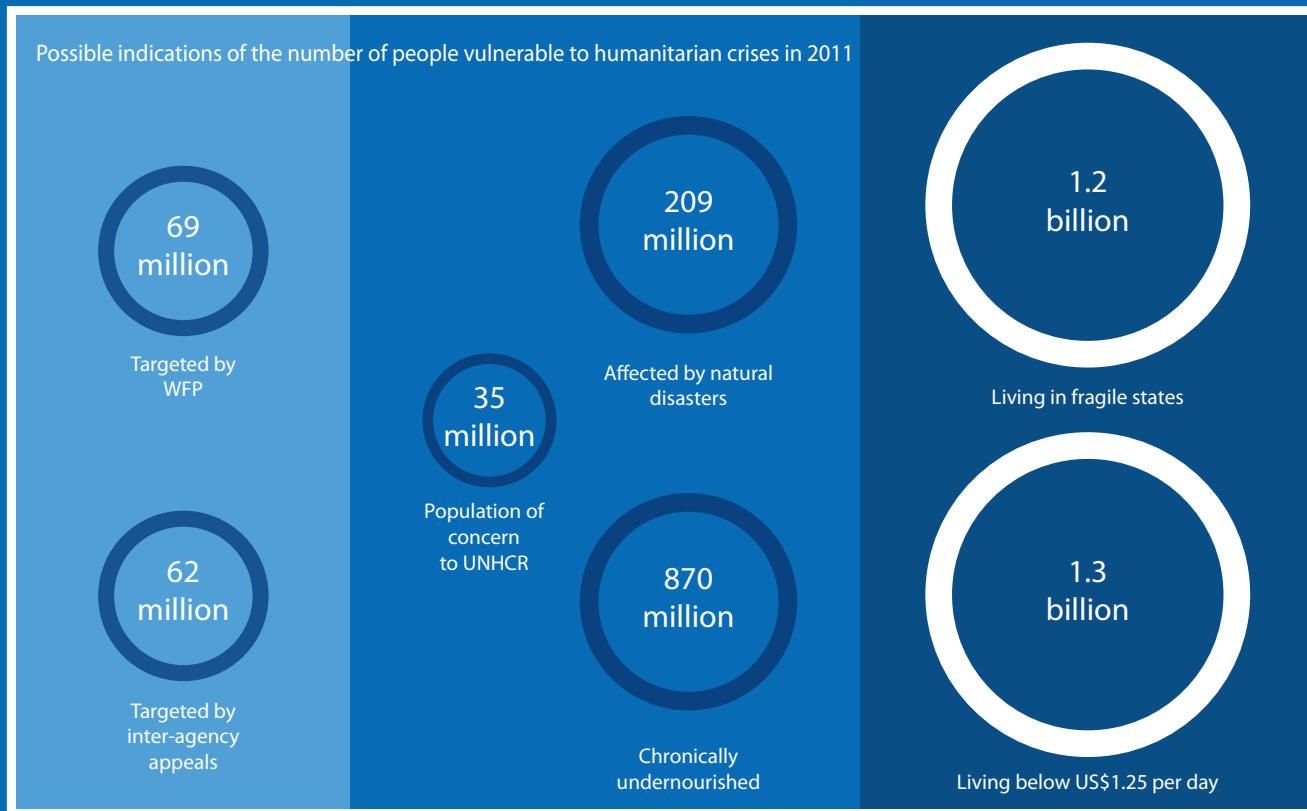 Possible indications of the number of people vulnerable to humanitarian crises in 2011
69
million
Targeted by
WFP
62
million
Targeted by
inter-agency
appeals
35
million
Population of
concern
to UNHCR
209
million
Affected by natural
disasters
870
million
Chronically
undernourished
1.2
billion
Living in fragile states
1.3
billion
Living below US$1.25 per day